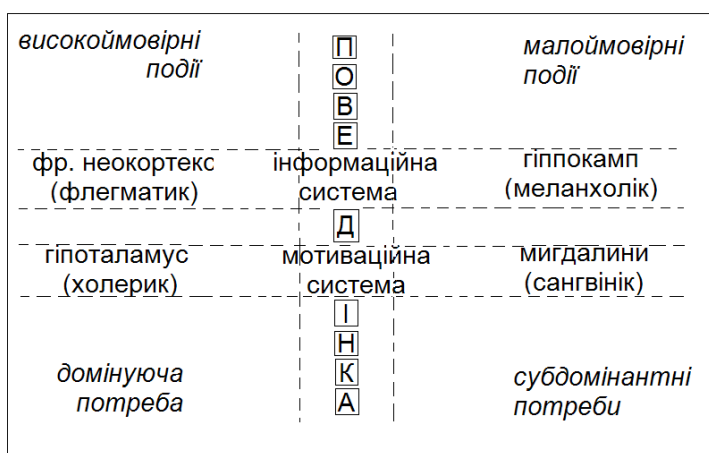 високоймовірні
події
малоймовірні
події
П
О
В
Е
фр. неокортекс
(флегматик)
інформаційна
система
гіппокамп
(меланхолік)
Д
гіпоталамус
(холерик)
мотиваційна
система
мигдалини
(сангвінік)
І
Н
К
А
домінуюча
потреба
субдомінантні
потреби